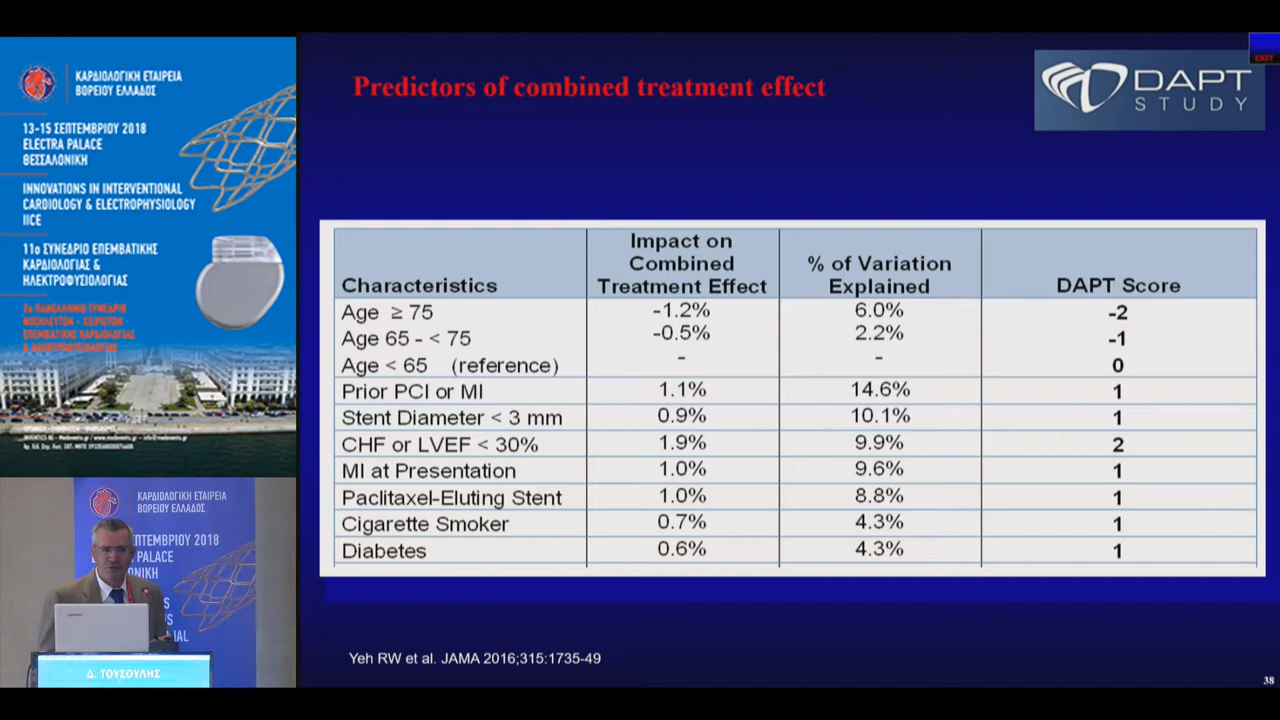 ΚΑΡΔΙΟΛΟΓΙΚΗ ΕΤΑΙΡΕΙΑ
ΒΟΡΕΙΟΥ ΕΛΛΑΔΟΣ
13-15 ΣΕΠΤΕΜΒΡΙΟΥ 2018
ELECTRA PALACE
ΘΕΣΣΑΛΟΝΙΚΗ
INNOVATIONS IN INTERVENTIONAL
CARDIOLOGY & ELECTROPHYSIOLOGY
IICE
11ο ΣΥΝΕΔΡΙΟ ΕΠΕΜΒΑΤΙΚΗΣ
ΚΑΡΔΙΟΛΟΓΙΑΣ &
ΗΛΕΚΤΡΟΦΥΣΙΟΛΟΓΙΑΣ
ΚΑΡΔΙΟΛΟΓΙΚΗ ΕΤΑΙΡΕΙΑ
ΒΟΡΕΙΟΥ ΕΛΛΑΔΟΣ
ΣΕΠΤΕΜΒΡΙΟΥ 2018
PALACE
Δ. ΤΟΥΣΟΥΛΗΣ
Predictors of combined treatment effect
EXIT
DAPT
STUDY
Characteristics Impact on Combined Treatment Effect % of Variation Explained DAPT Score
Age ≥ 75 -1.2% 6.0% -2
Age 65 - < 75 -0.5% 2.2% -1
Age < 65 (reference) - - 0
Prior PCI or MI 1.1% 14.6% 1
Stent Diameter < 3 mm 0.9% 10.1% 1
CHF or LVEF < 30% 1.9% 9.9% 2
MI at Presentation 1.0% 9.6% 1
Paclitaxel-Eluting Stent 1.0% 8.8% 1
Cigarette Smoker 0.7% 4.3% 1
Diabetes 0.6% 4.3% 1
Yeh RW et al. JAMA 2016;315:1735-49
38